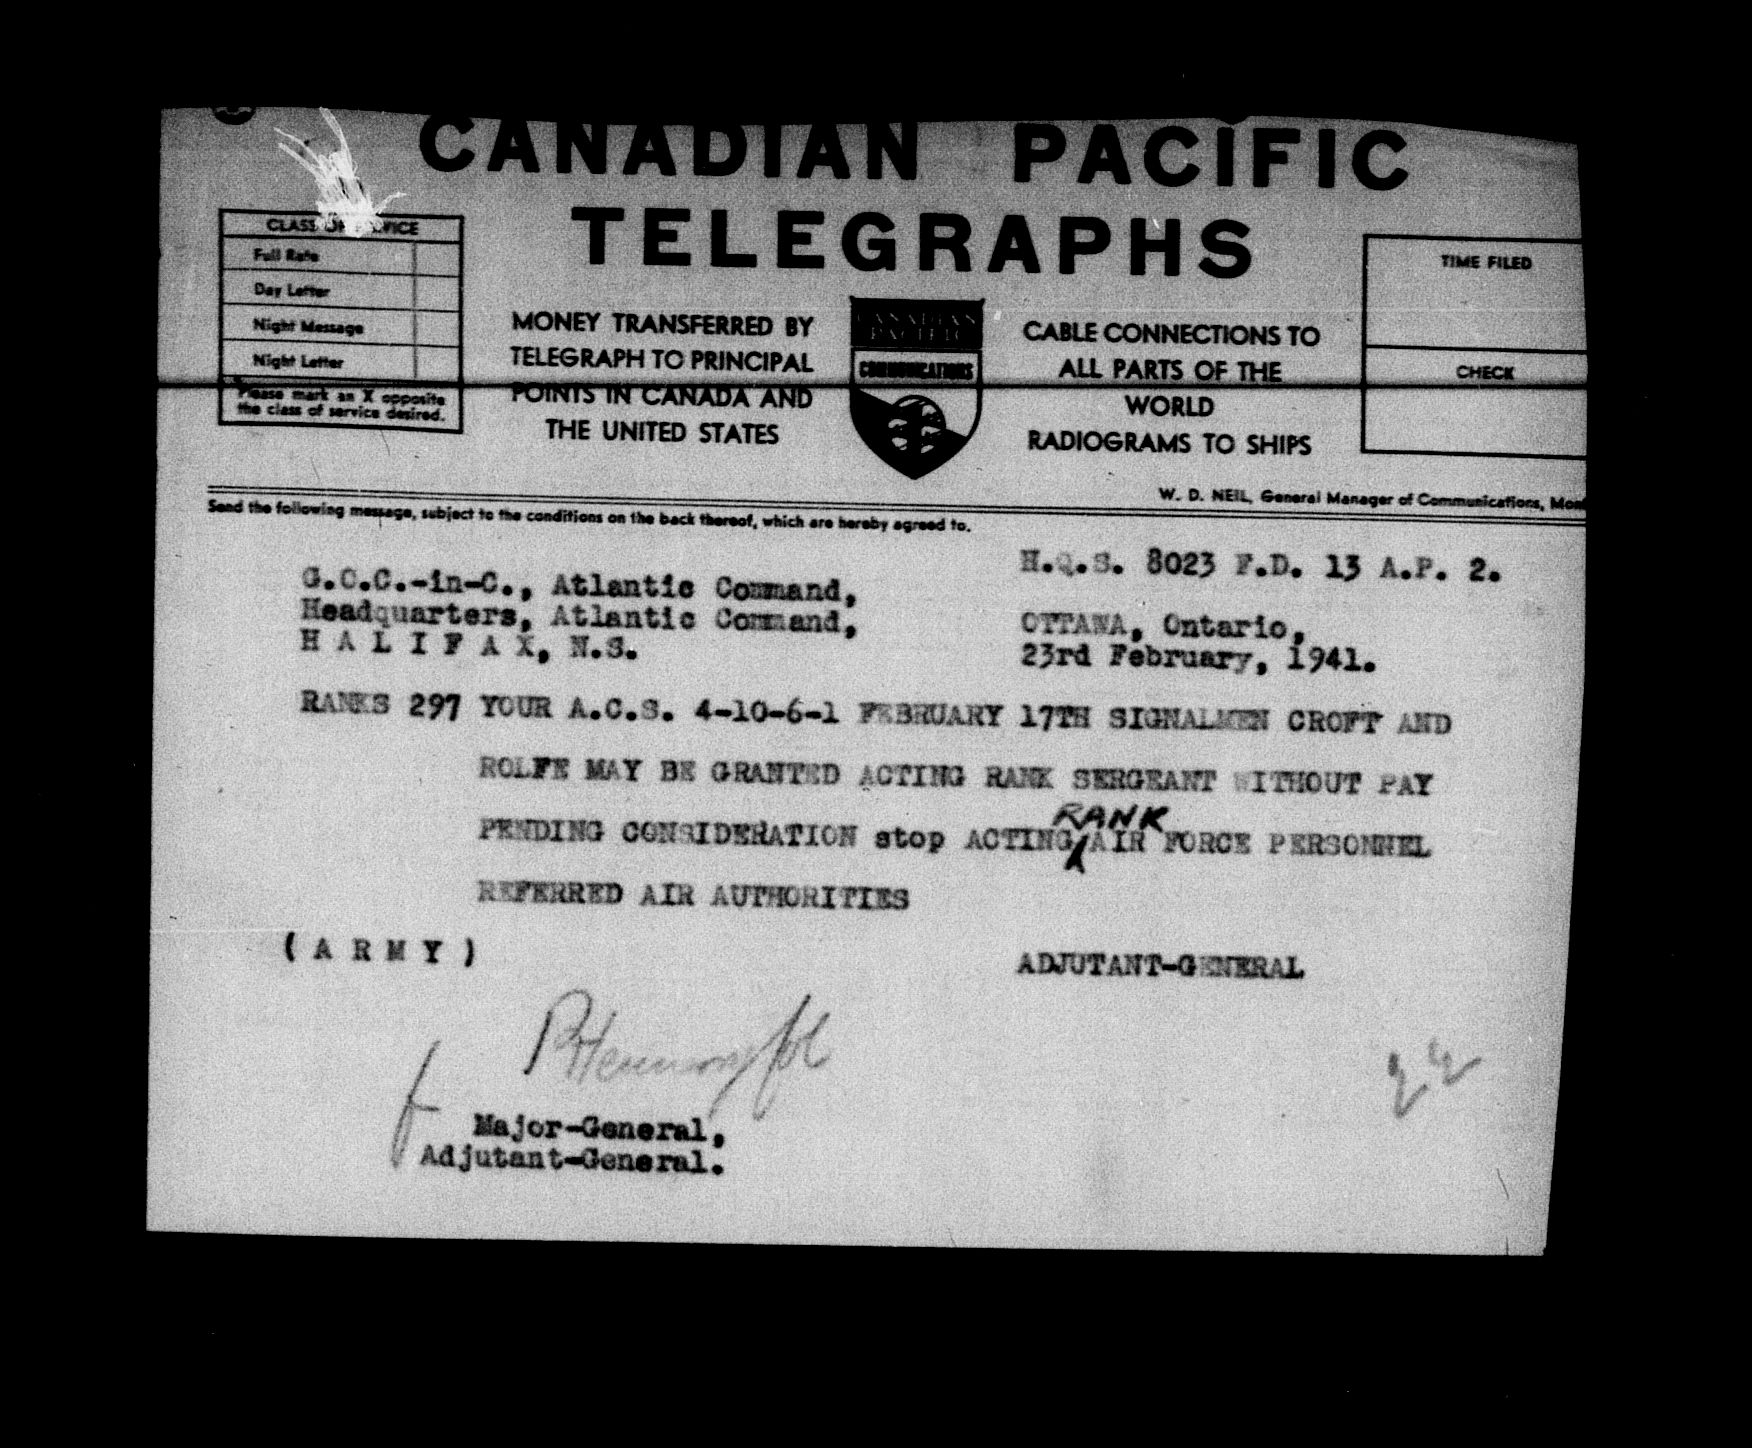 CANADIAN PACIFIC
TELEGRAPHS
CLASS OF SERVICE
Full Rate
Day Letter
Night Message
Night Letter
Please mark an X opposite
the class of service desired.
MONEY TRANSFERRED BY
TELEGRAPH TO PRINCIPAL
POINTS IN CANADA AND
THE UNITED STATES
CANADIAN
PACIFIC
COMMUNICATIONS
CABLE CONNECTIONS TO
ALL PARTS OF THE
WORLD
RADIOGRAMS TO SHIPS
TIME FILED
CHECK
W. D. NEIL, General Manager of Communications,
Send the following message, subject to the conditions on the back thereof, which are hereby agreed to.
H.Q.S. 8023 F.D. 13 A.P. 2.
G.O.C.-in-C., Atlantic Command,
Headquarters, Atlantic Command,
H A L I F A X, N.S.
OTTAWA, Ontario,
23rd February, 1941.
RANKS 297 YOUR A.C.S. 4-10-6-1 FEBRUARY 17TH SIGNALMEN CROFT AND
ROLFE MAY BE GRANTED ACTING RANK SERGEANT WITHOUT PAY
PENDING CONSIDERATION stop ACTING RANK AIR FORCE PERSONNEL
REFERRED AIR AUTHORITIES
( A R M Y )
ADJUTANT-GENERAL
Major-General,
Adjutant-General.